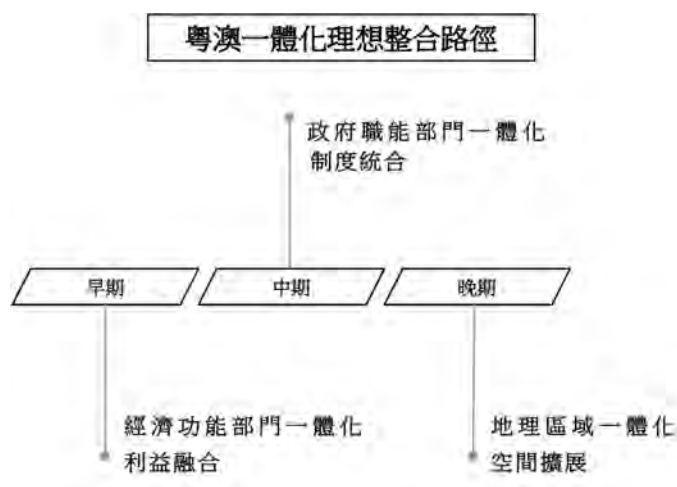 粵澳一體化理想整合路徑
政府職能部門一體化
制度統合
早期
中期
晚期
經濟功能部門一體化
利益融合
地理區域一體化
空間擴展